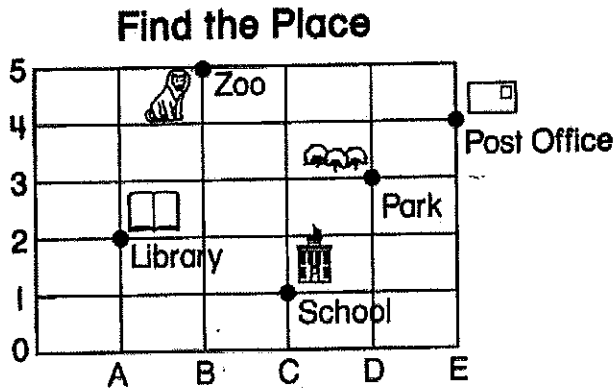 Find the Place
5
Zoo
4
Post Office
3
Park
2
Library
1
School
0
A B C D E